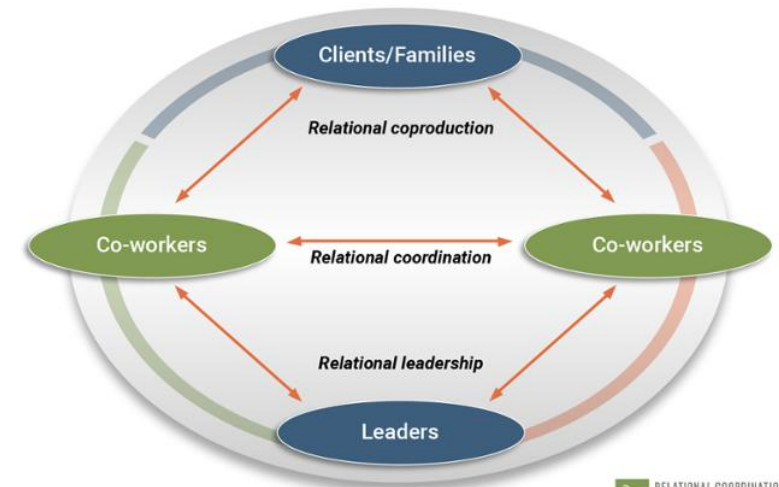 Clients/Families
Relational coproduction
Co-workers
Relational coordination
Co-workers
Relational leadership
Leaders